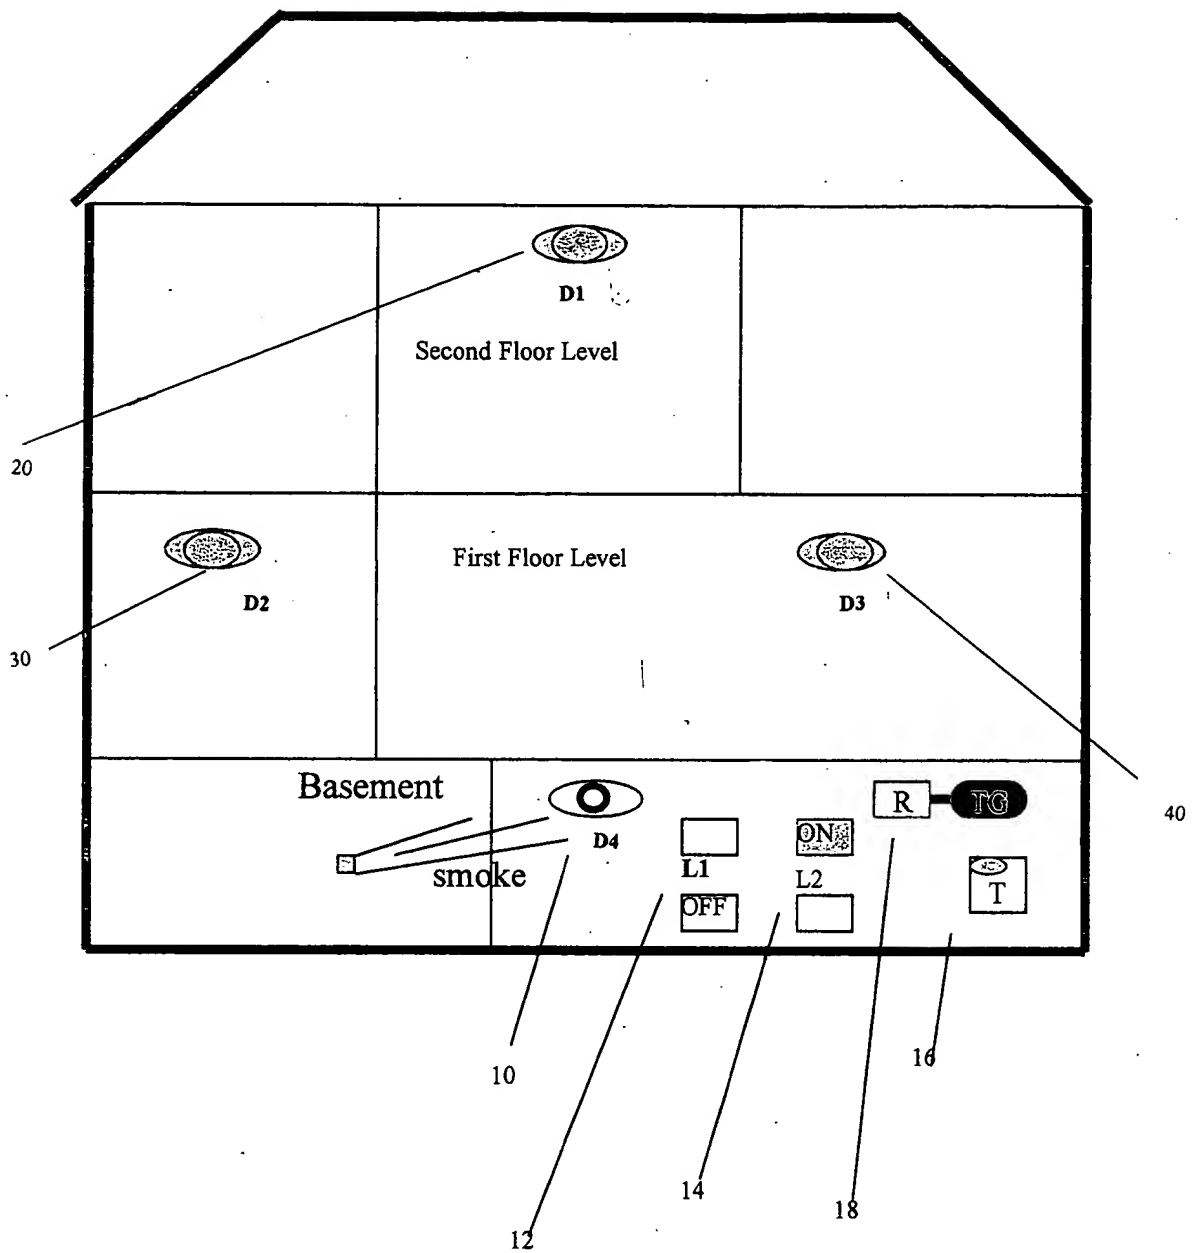 D1
Second Floor Level
20
First Floor Level
D2
D3
30
Basement
R
TG
40
D4
ON
L1
smoke
L2
T
OFF
16
10
14
18
12